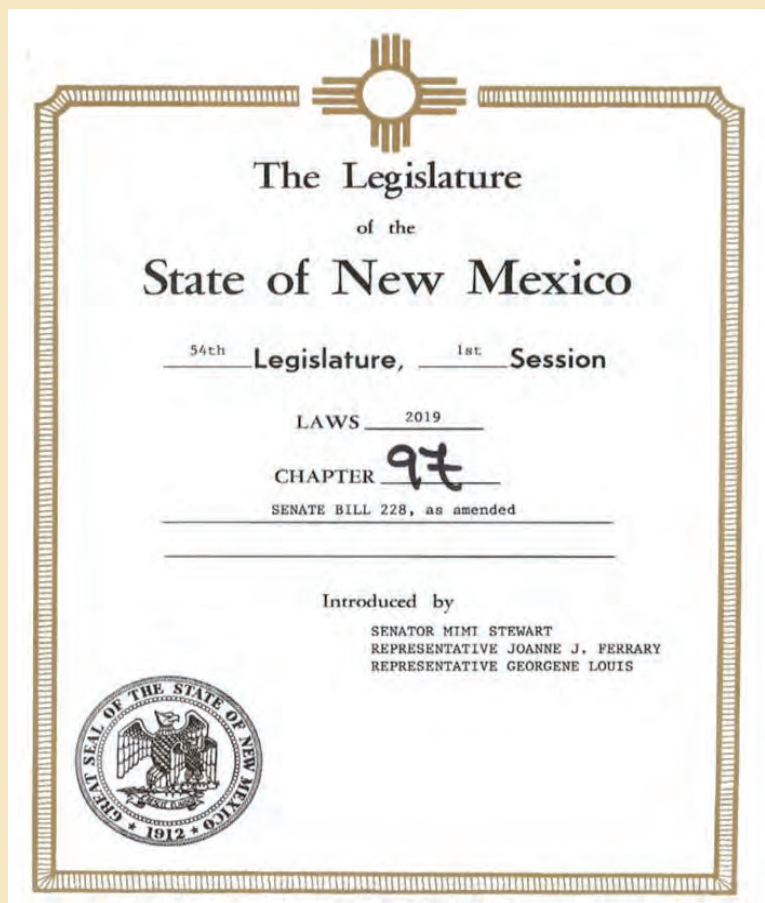 The Legislature
of the
State of New Mexico
54th Legislature, 1st Session
LAWS 2019
CHAPTER 97
SENATE BILL 228, as amended
Introduced by
SENATOR MIMI STEWART
REPRESENTATIVE JOANNE J. FERRARY
REPRESENTATIVE GEORGENE LOUIS
GREAT SEAL OF THE STATE OF NEW MEXICO
1912